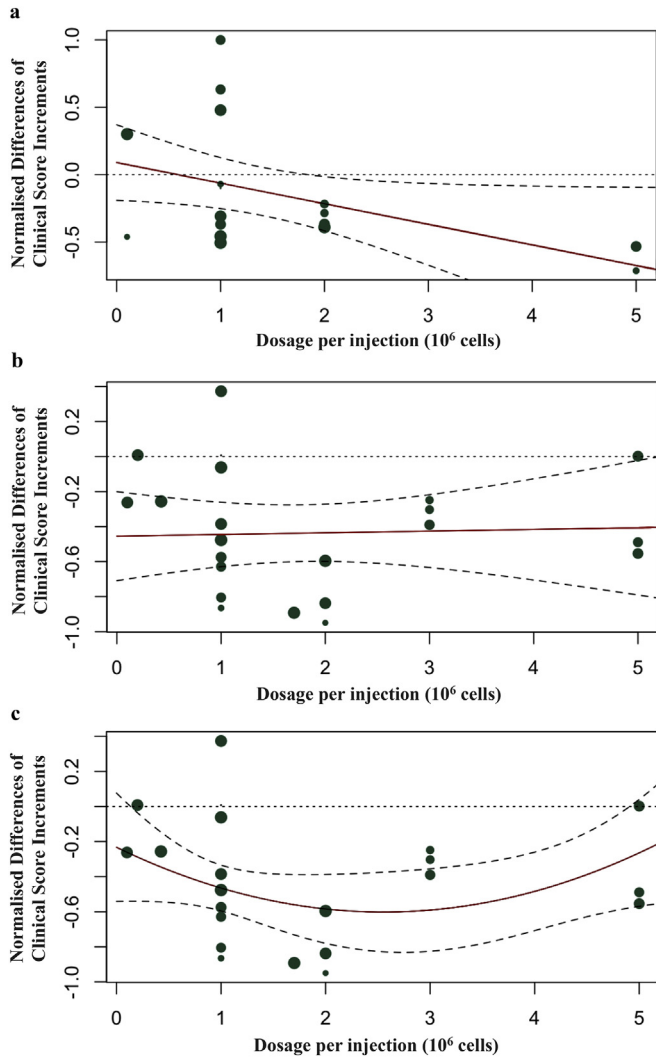 a
Normalised Differences of
Clinical Score Increments
1.0
0.5
0.0
-0.5
0 1 2 3 4 5
Dosage per injection (10⁶ cells)
b
Normalised Differences of
Clinical Score Increments
0.2
-0.2
-0.6
-1.0
0 1 2 3 4 5
Dosage per injection (10⁶ cells)
c
Normalised Differences of
Clinical Score Increments
0.2
-0.2
-0.6
-1.0
0 1 2 3 4 5
Dosage per injection (10⁶ cells)